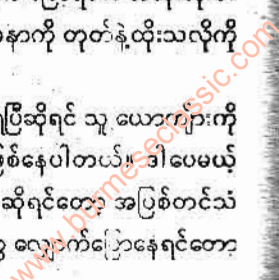 နာကို တုတ်နဲ့ထိုးသလိုကို
ပြီဆိုရင် သူ ယောကျ်ားကို
စ်နေပါတယ်။ ဒါပေမယ့်
ဆိုရင်တော့ အပြစ်တင်သံ
လျှောက်ပြောနေရင်တော့
www.burmeseclassic.com